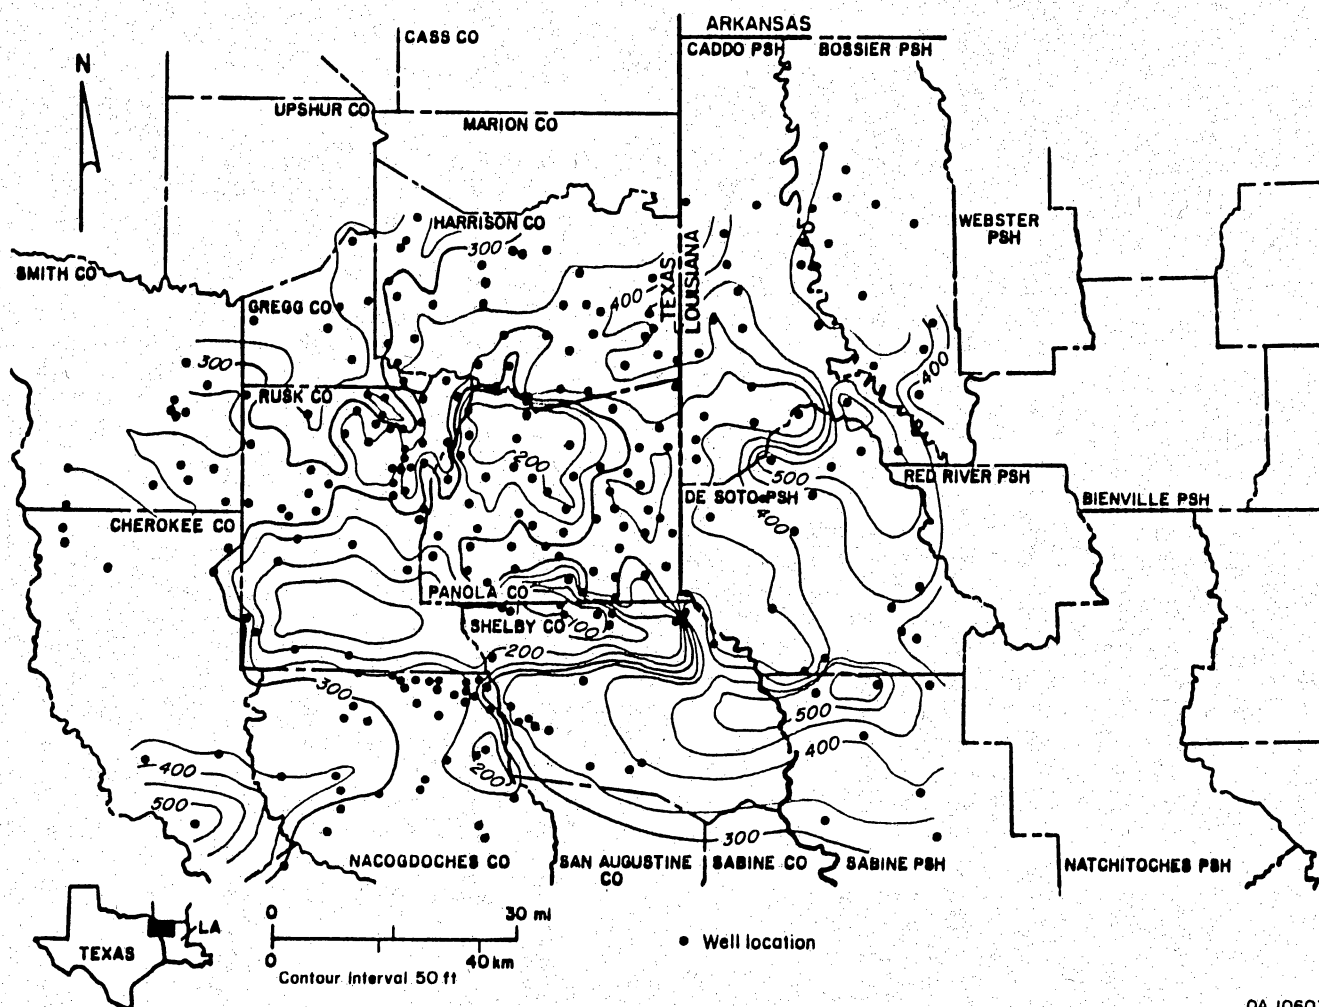 ARKANSAS
CASS CO
CADDO PSH
BOSSIER PSH
N
UPSHUR CO
MARION CO
HARRISON CO
WEBSTER
PSH
300
TEXAS
LOUISIANA
SMITH CO
GREGG CO
400
300
400
RUSK CO
200
500
RED RIVER PSH
DE SOTO PSH
BIENVILLE PSH
CHEROKEE CO
400
PANOLA CO
SHELBY CO
100
200
300
500
400
400
200
500
300
NACOGDOCHES CO
SAN AUGUSTINE
CO
SABINE CO
SABINE PSH
NATCHITOCHES PSH
0
30 mi
LA
TEXAS
Well location
0
40 km
Contour Interval 50 ft